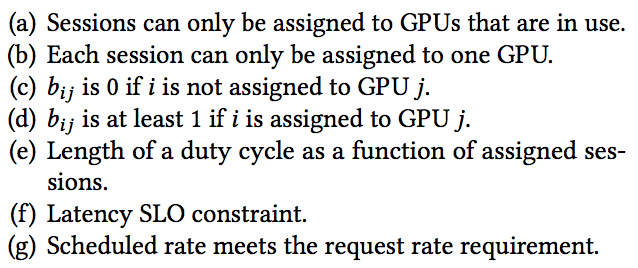 (a) Sessions can only be assigned to GPUs that are in use.
(b) Each session can only be assigned to one GPU.
(c) b_{ij} is 0 if i is not assigned to GPU j.
(d) b_{ij} is at least 1 if i is assigned to GPU j.
(e) Length of a duty cycle as a function of assigned ses-
sions.
(f) Latency SLO constraint.
(g) Scheduled rate meets the request rate requirement.